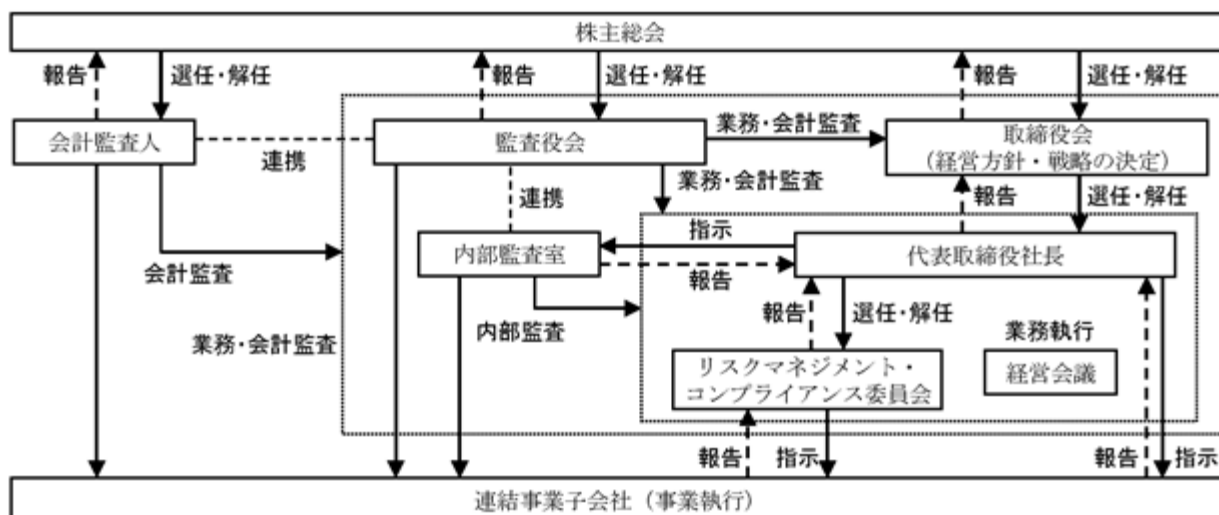 株主総会
報告
選任・解任
報告
選任・解任
報告
選任・解任
会計監査人
連携
監査役会
業務・会計監査
取締役会
(経営方針・戦略の決定)
業務・会計監査
連携
報告
選任・解任
指示
内部監査室
代表取締役社長
報告
会計監査
報告
選任・解任
内部監査
業務・会計監査
業務執行
リスクマネジメント・
コンプライアンス委員会
経営会議
報告
指示
報告
指示
連結事業子会社（事業執行）